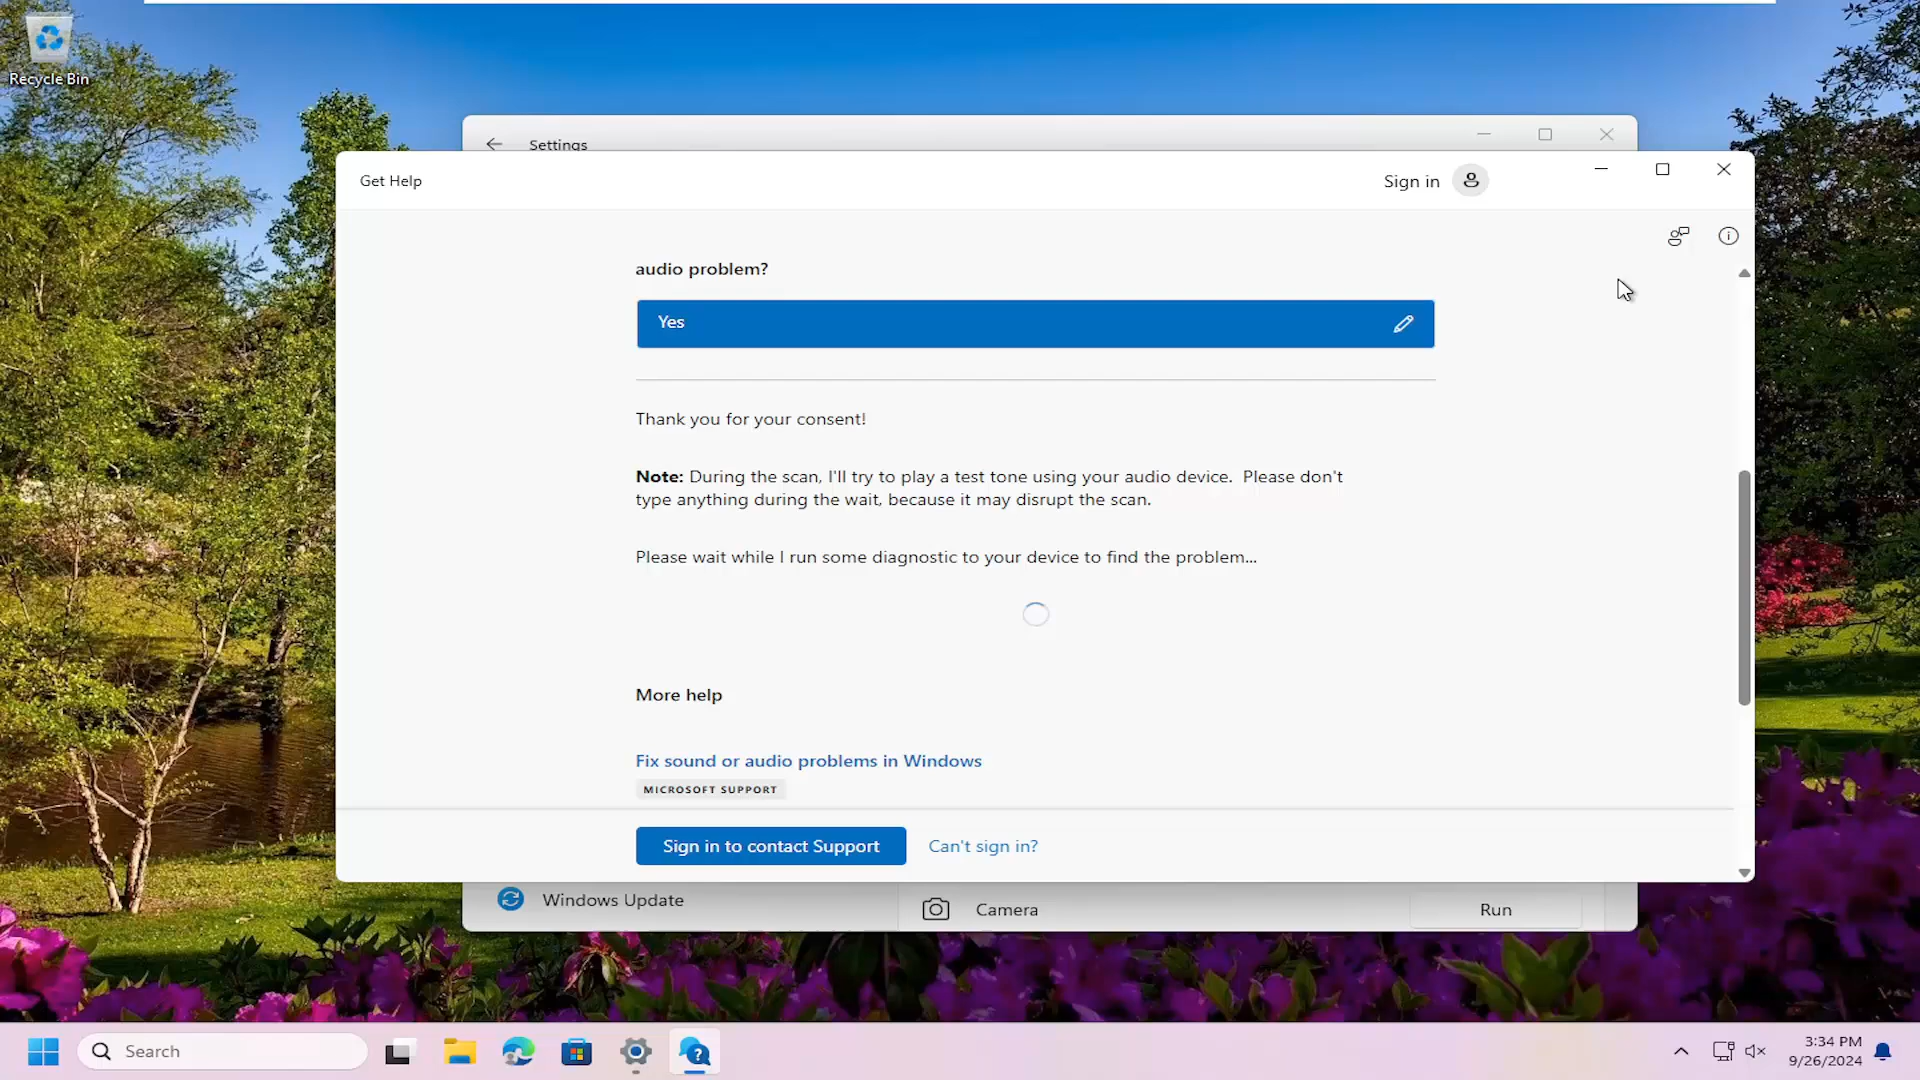 Recycle Bin
Settings
Get Help
Sign in
audio problem?
Yes
Thank you for your consent!
Note: During the scan, I'll try to play a test tone using your audio device. Please don't
type anything during the wait, because it may disrupt the scan.
Please wait while I run some diagnostic to your device to find the problem...
More help
Fix sound or audio problems in Windows
MICROSOFT SUPPORT
Sign in to contact Support
Can't sign in?
Windows Update
Camera
Run
Search
3:34 PM
9/26/2024